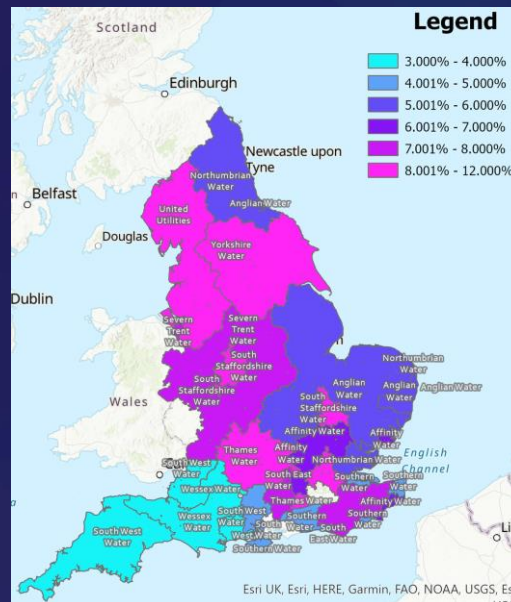 Legend
3.000% - 4.000%
4.001% - 5.000%
5.001% - 6.000%
6.001% - 7.000%
7.001% - 8.000%
8.001% - 12.000%
Scotland
Edinburgh
Newcastle upon
Tyne
Northumbrian
Water
Anglian Water
Belfast
United
Utilities
Douglas
Yorkshire
Water
Dublin
Severn
Trent
Water
Severn
Trent
Water
South
Staffordshire
Water
South
Staffordshire
Water
Northumbrian
Water
Anglian
Water
Anglian
Water
Anglian Water
South
Staffordshire
Water
Wales
Affinity Water
Affinity
Water
Thames
Water
Affinity
Water
Northumbrian
Water
English
Channel
South West
Water
Wessex Water
South East
Water
Southern
Water
Southern
Water
Thames Water
Affinity
Water
South West
Water
Wessex
Water
South West
Water
South
West Water
Southern
Water
Southern
Water
South
East Water
Southern Water
Esri UK, Esri, HERE, Garmin, FAO, NOAA, USGS, Es